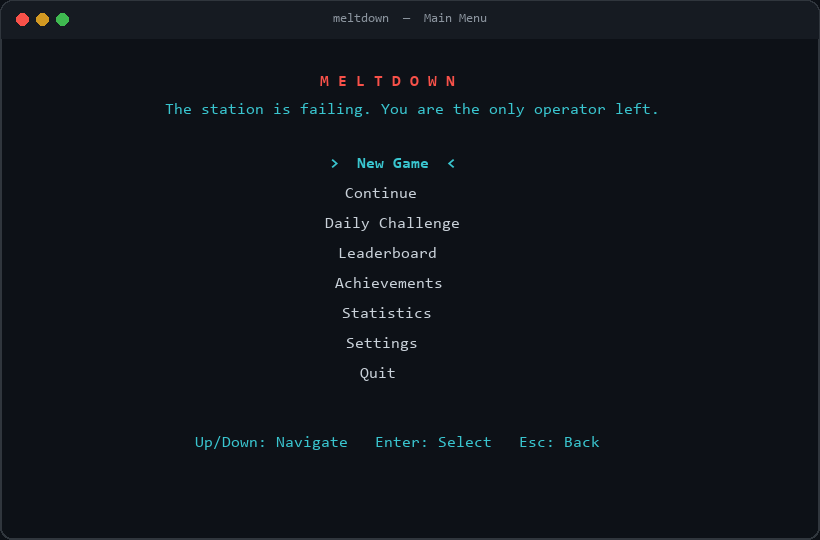 meltdown — Main Menu
M E L T D O W N
The station is failing. You are the only operator left.
> New Game <
Continue
Daily Challenge
Leaderboard
Achievements
Statistics
Settings
Quit
Up/Down: Navigate   Enter: Select   Esc: Back